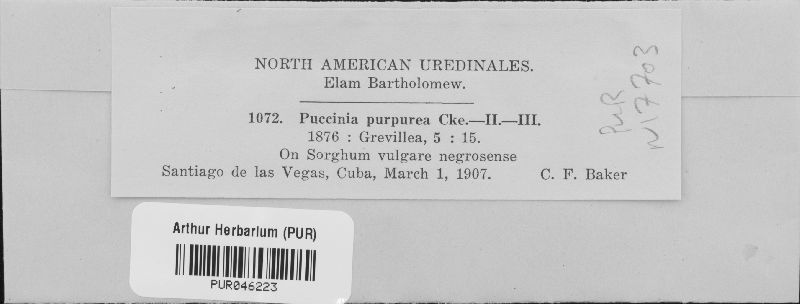 NORTH AMERICAN UREDINALES.
Elam Bartholomew.
1072. Puccinia purpurea Cke.—II.—III.
1876 : Grevillea, 5 : 15.
On Sorghum vulgare negrosense
Santiago de las Vegas, Cuba, March 1, 1907. C. F. Baker
PUR
N17703
Arthur Herbarium (PUR)
PUR046223